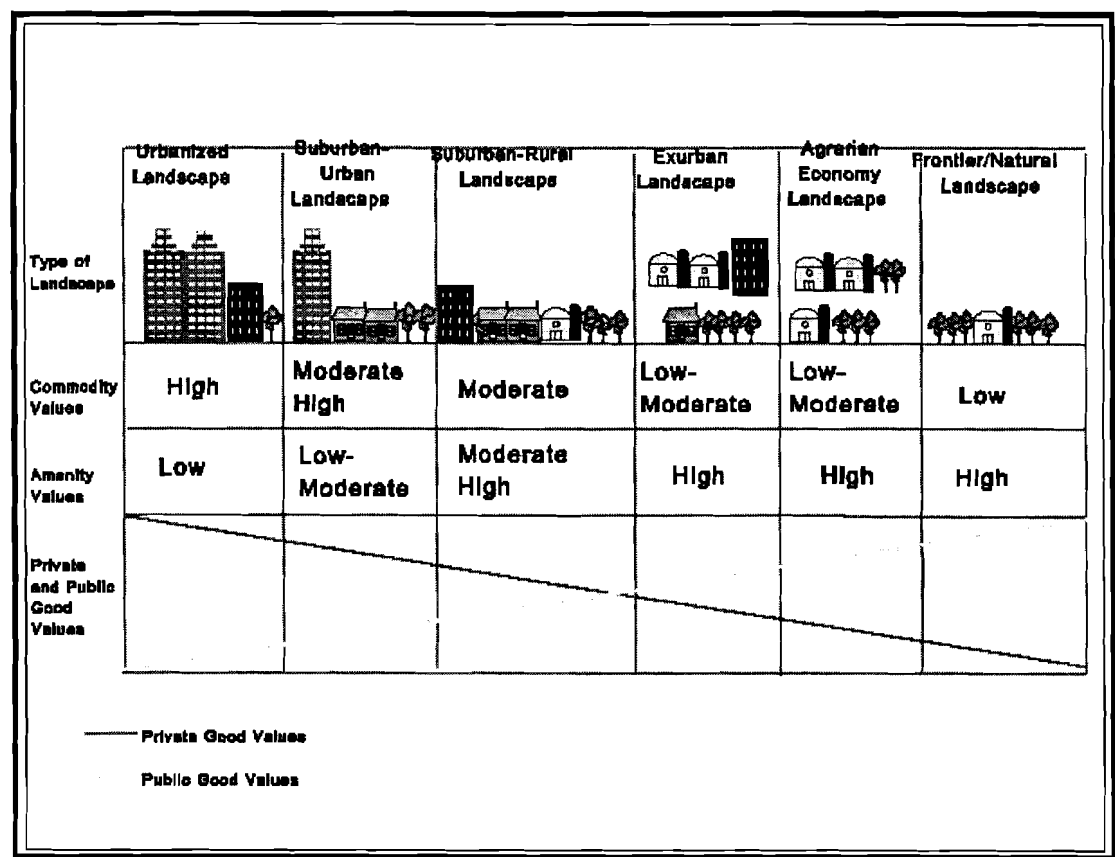 Urbanized
Landscape
Suburban-
Urban
Landscape
Suburban-Rural
Landscape
Exurban
Landscape
Agrarian
Economy
Landscape
Frontier/Natural
Landscape
Type of
Landscape
Commodity
Values
High
Moderate
High
Moderate
Low-
Moderate
Low-
Moderate
Low
Amenity
Values
Low
Low-
Moderate
Moderate
High
High
High
High
Private
and Public
Good
Values
Private Good Values
Public Good Values